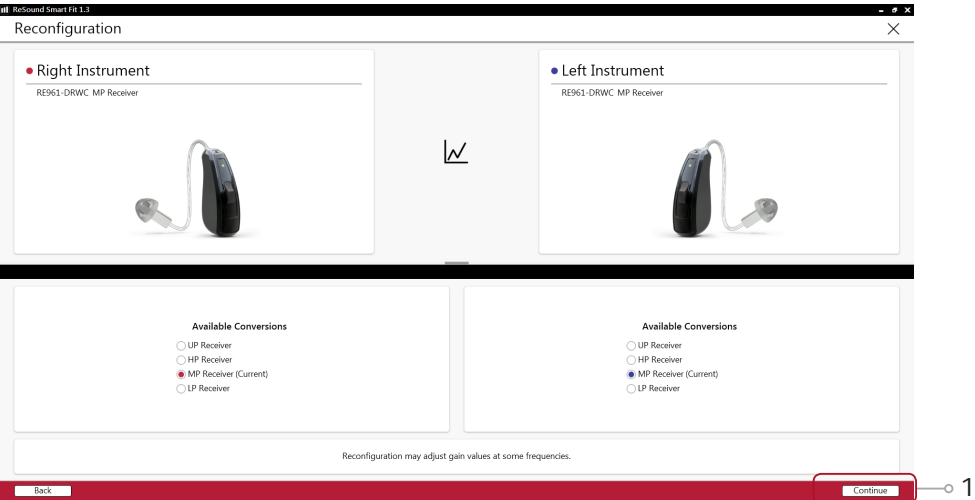 ReSound Smart Fit 1.3
Reconfiguration
Right Instrument
RE961-DRWC MP Receiver
Left Instrument
RE961-DRWC MP Receiver
Available Conversions
UP Receiver
HP Receiver
MP Receiver (Current)
LP Receiver
Available Conversions
UP Receiver
HP Receiver
MP Receiver (Current)
LP Receiver
Reconfiguration may adjust gain values at some frequencies.
Back
Continue
1